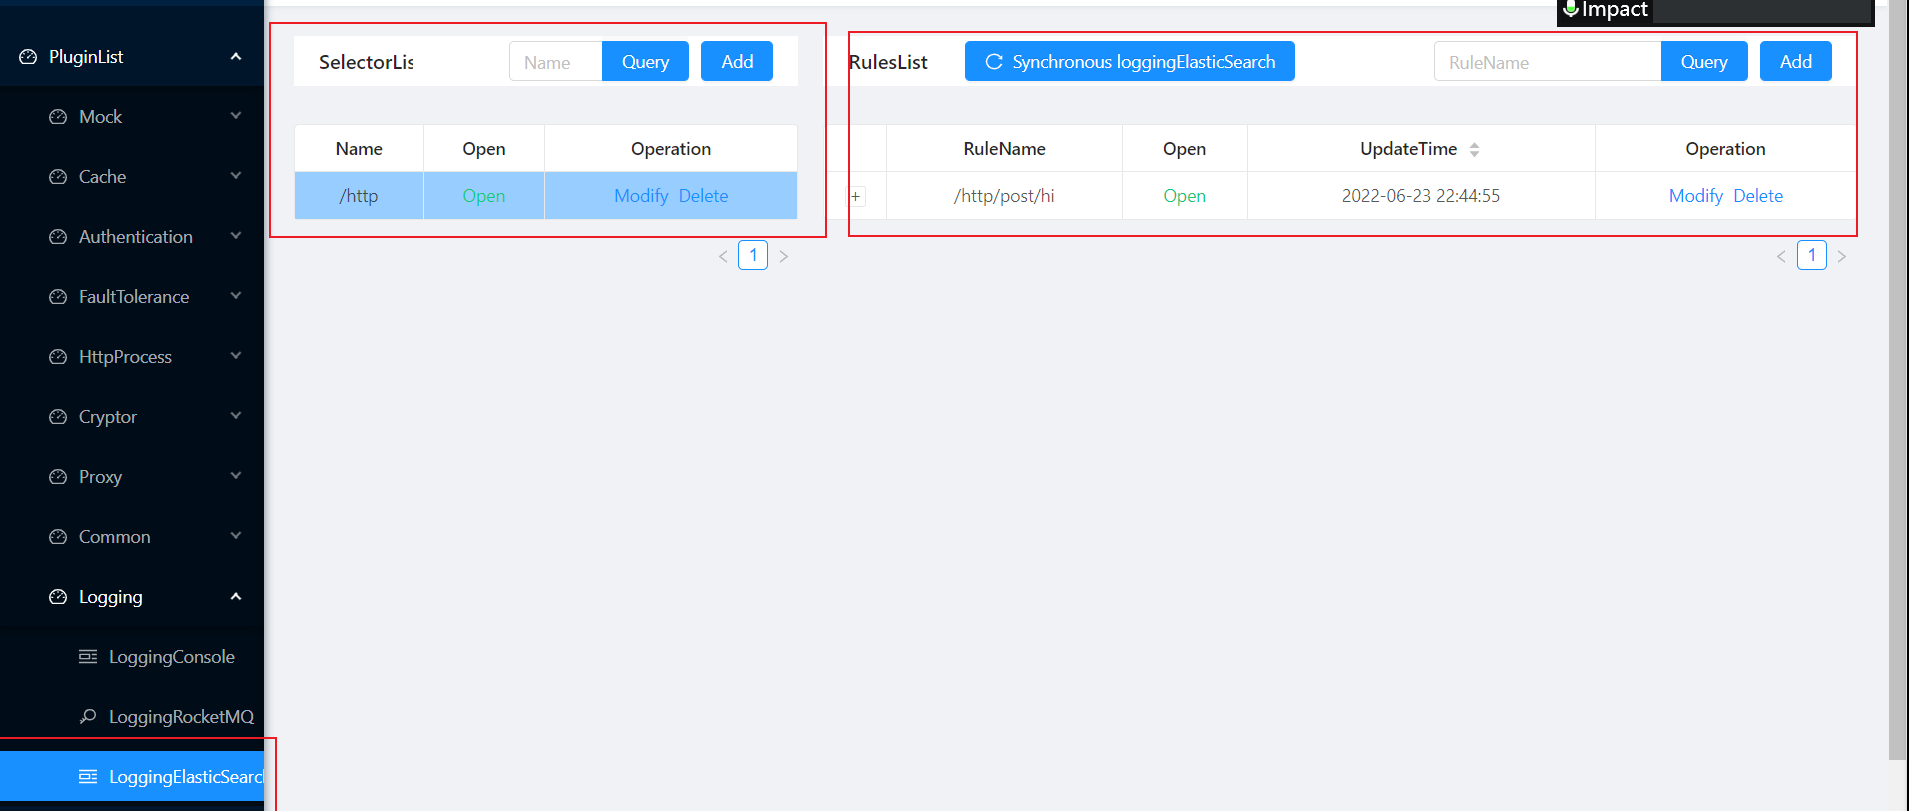 Impact
PluginList
Mock
Cache
Authentication
FaultTolerance
HttpProcess
Cryptor
Proxy
Common
Logging
LoggingConsole
LoggingRocketMQ
LoggingElasticSearc
SelectorLis Name Query Add
Name Open Operation
/http Open Modify Delete
< 1 >
RulesList Synchronous loggingElasticSearch RuleName Query Add
RuleName Open UpdateTime Operation
+ /http/post/hi Open 2022-06-23 22:44:55 Modify Delete
< 1 >